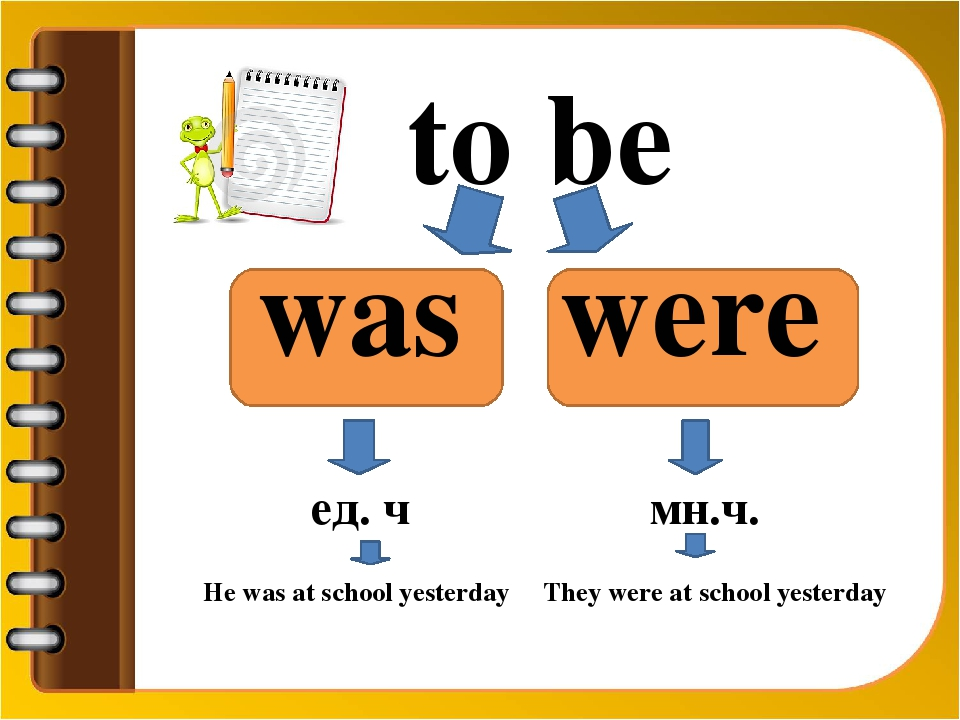 to be
was were
ед. ч мн.ч.
He was at school yesterday They were at school yesterday